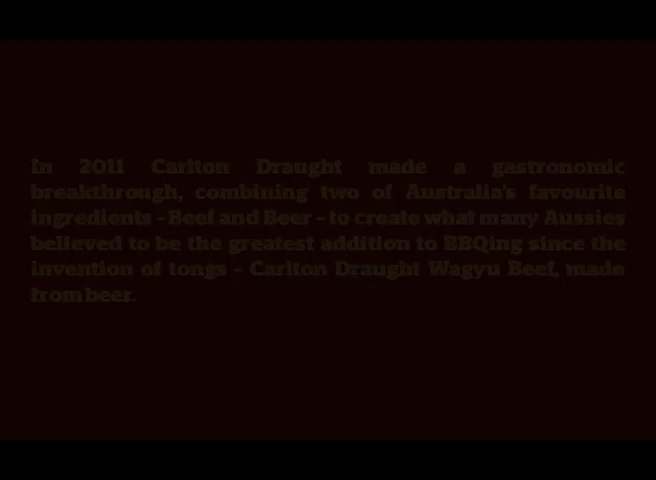 In 2011 Carlton Draught made a gastronomic
breakthrough, combining two of Australia's favourite
ingredients - Beef and Beer - to create what many Aussies
believed to be the greatest addition to BBQing since the
invention of tongs - Carlton Draught Wagyu Beef, made
from beer.